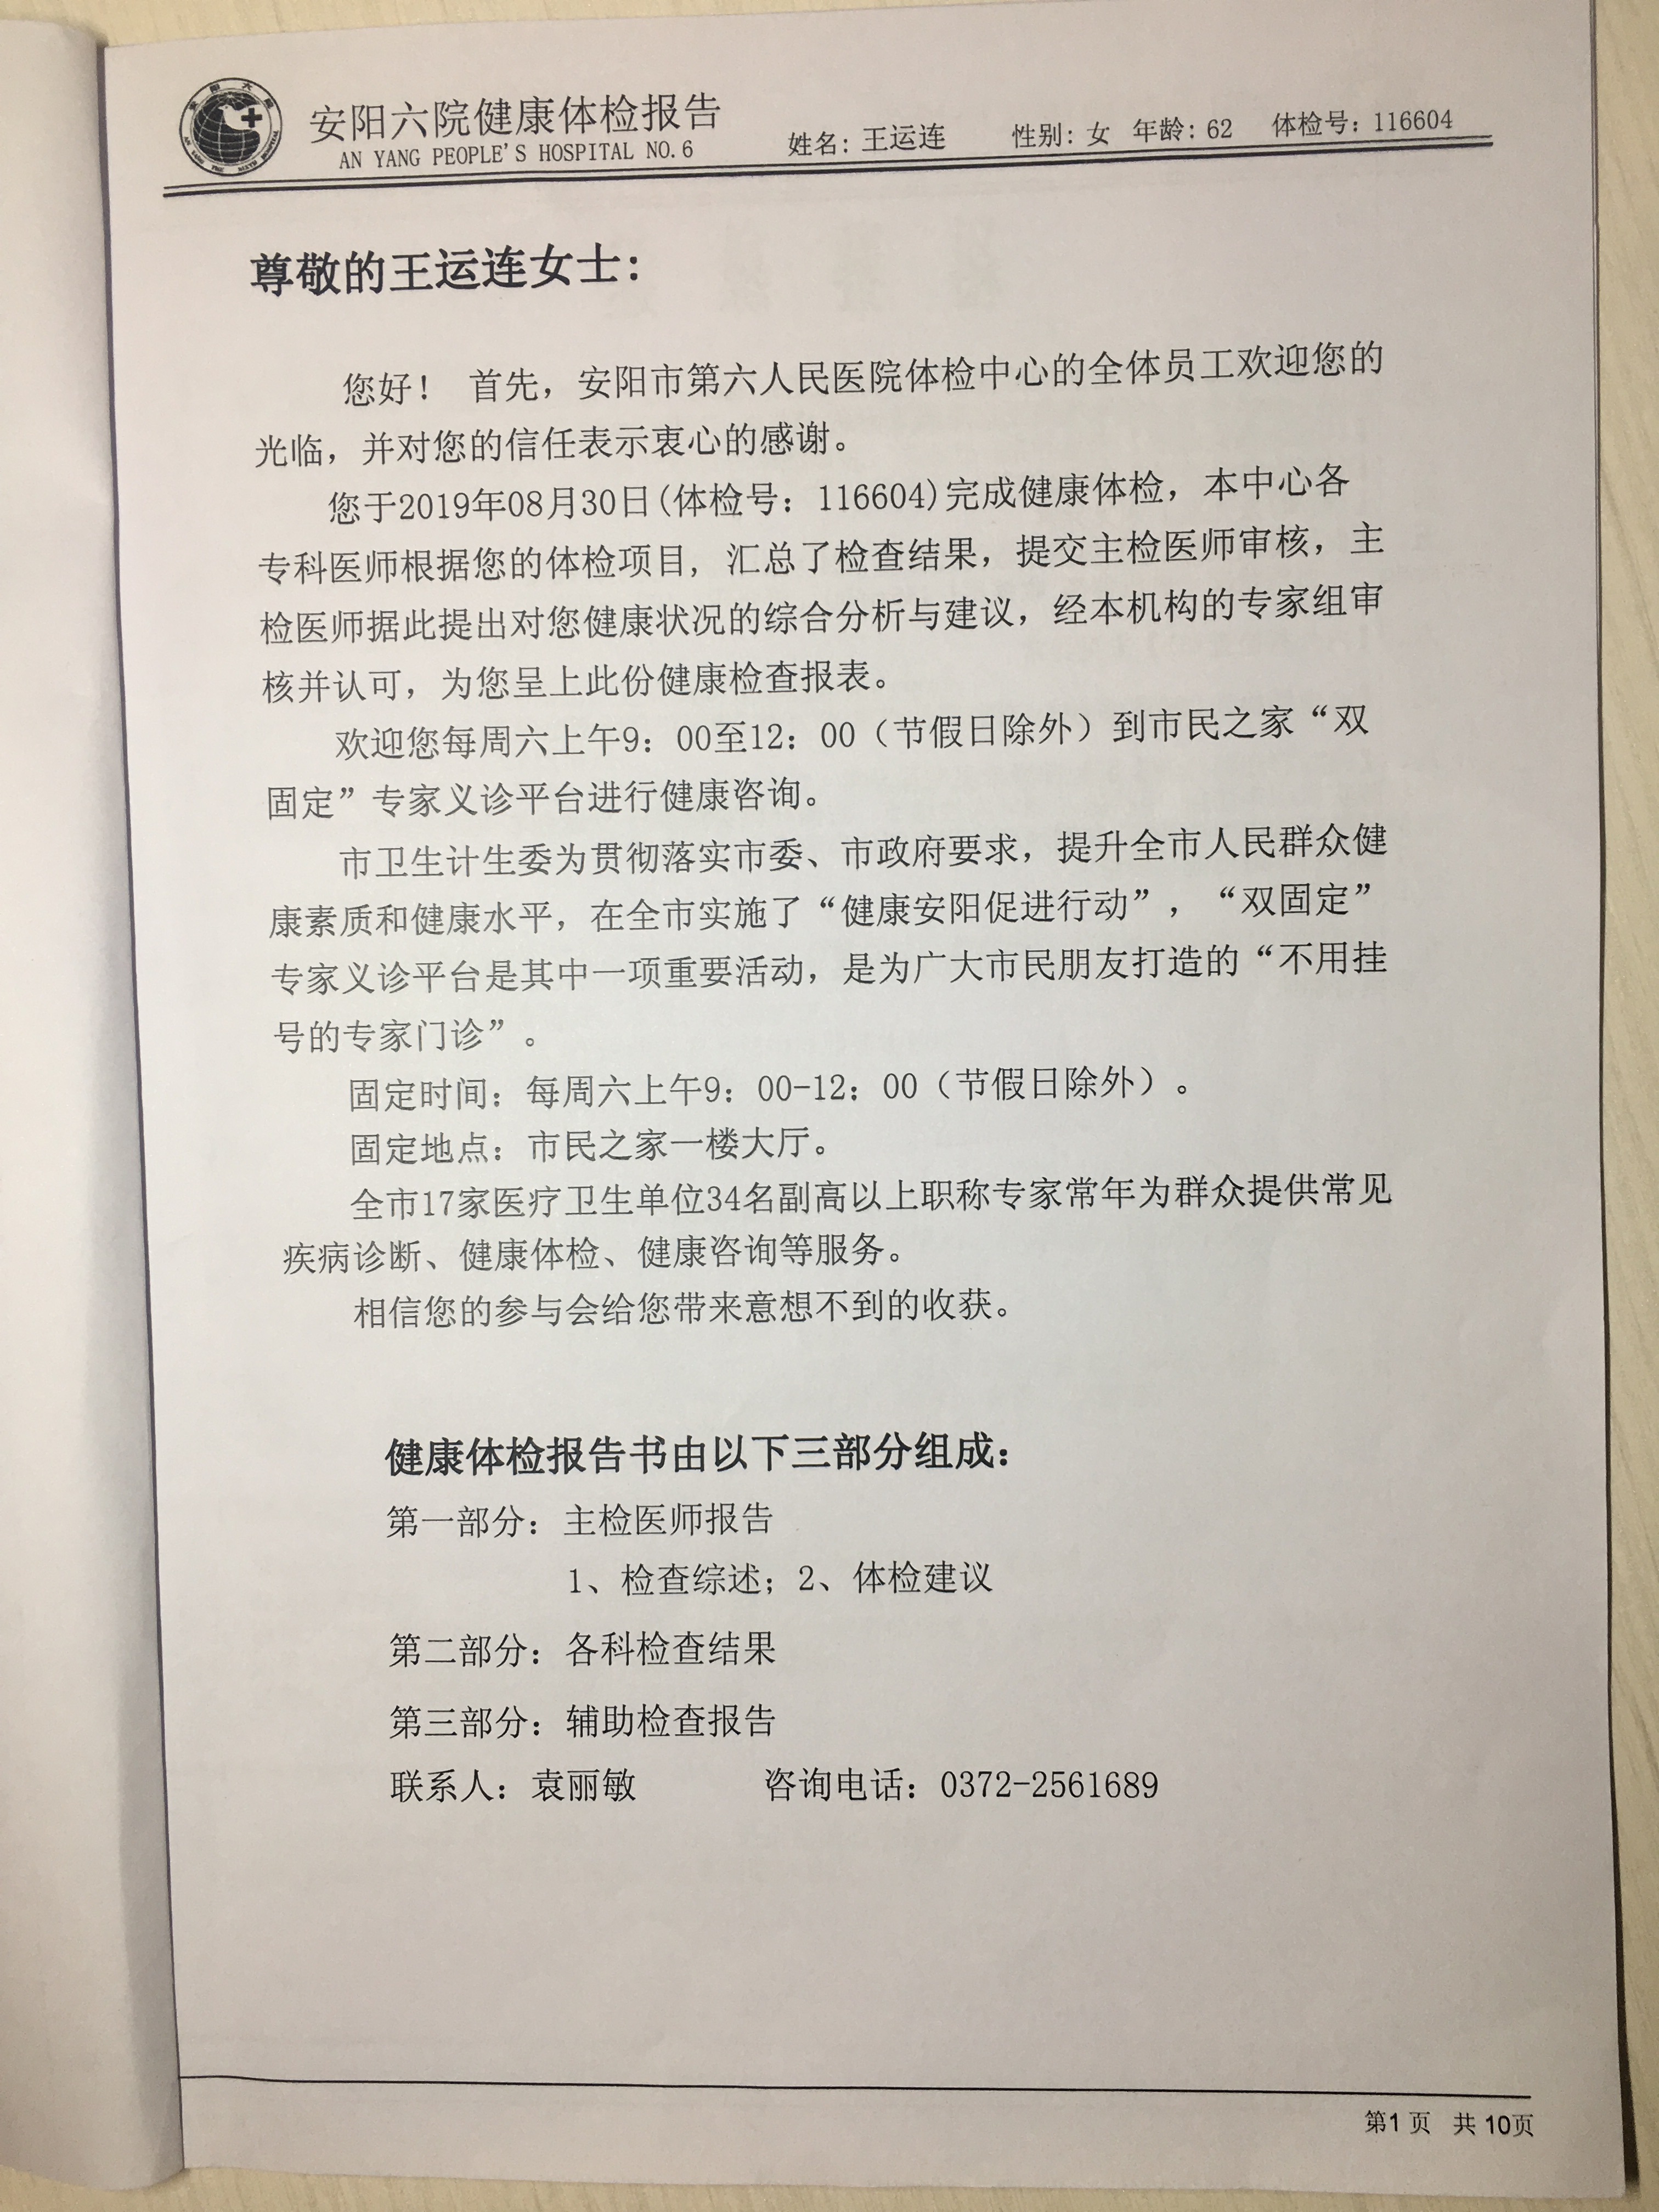 安阳六院健康体检报告
AN YANG PEOPLE'S HOSPITAL NO.6
姓名：王运连 性别：女 年龄：62 体检号：116604
尊敬的王运连女士：
您好！ 首先，安阳市第六人民医院体检中心的全体员工欢迎您的
光临，并对您的信任表示衷心的感谢。
您于2019年08月30日(体检号：116604)完成健康体检，本中心各
专科医师根据您的体检项目，汇总了检查结果，提交主检医师审核，主
检医师据此提出对您健康状况的综合分析与建议，经本机构的专家组审
核并认可，为您呈上此份健康检查报表。
欢迎您每周六上午9：00至12：00（节假日除外）到市民之家“双
固定”专家义诊平台进行健康咨询。
市卫生计生委为贯彻落实市委、市政府要求，提升全市人民群众健
康素质和健康水平，在全市实施了“健康安阳促进行动”，“双固定”
专家义诊平台是其中一项重要活动，是为广大市民朋友打造的“不用挂
号的专家门诊”。
固定时间：每周六上午9：00-12：00（节假日除外）。
固定地点：市民之家一楼大厅。
全市17家医疗卫生单位34名副高以上职称专家常年为群众提供常见
疾病诊断、健康体检、健康咨询等服务。
相信您的参与会给您带来意想不到的收获。
健康体检报告书由以下三部分组成：
第一部分：主检医师报告
1、检查综述；2、体检建议
第二部分：各科检查结果
第三部分：辅助检查报告
联系人：袁丽敏 咨询电话：0372-2561689
第1 页 共 10页